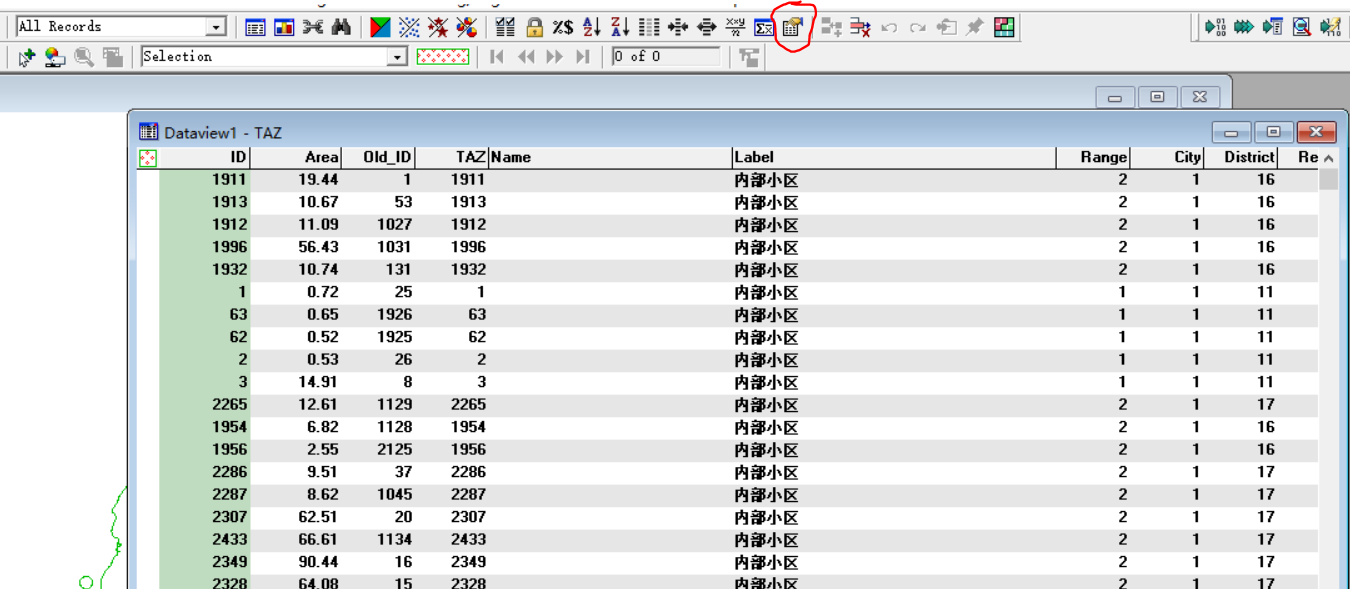 All Records
%$ A Z Z A X+Y Σx
Selection 0 of 0
Dataview1 - TAZ
ID Area Old_ID TAZ Name Label Range City District Re
1911 19.44 1 1911 内部小区 2 1 16
1913 10.67 53 1913 内部小区 2 1 16
1912 11.09 1027 1912 内部小区 2 1 16
1996 56.43 1031 1996 内部小区 2 1 16
1932 10.74 131 1932 内部小区 2 1 16
1 0.72 25 1 内部小区 1 1 11
63 0.65 1926 63 内部小区 1 1 11
62 0.52 1925 62 内部小区 1 1 11
2 0.53 26 2 内部小区 1 1 11
3 14.91 8 3 内部小区 1 1 11
2265 12.61 1129 2265 内部小区 2 1 17
1954 6.82 1128 1954 内部小区 2 1 16
1956 2.55 2125 1956 内部小区 2 1 16
2286 9.51 37 2286 内部小区 2 1 17
2287 8.62 1045 2287 内部小区 2 1 17
2307 62.51 20 2307 内部小区 2 1 17
2433 66.61 1134 2433 内部小区 2 1 17
2349 90.44 16 2349 内部小区 2 1 17
2328 64.08 15 2328 内部小区 2 1 17